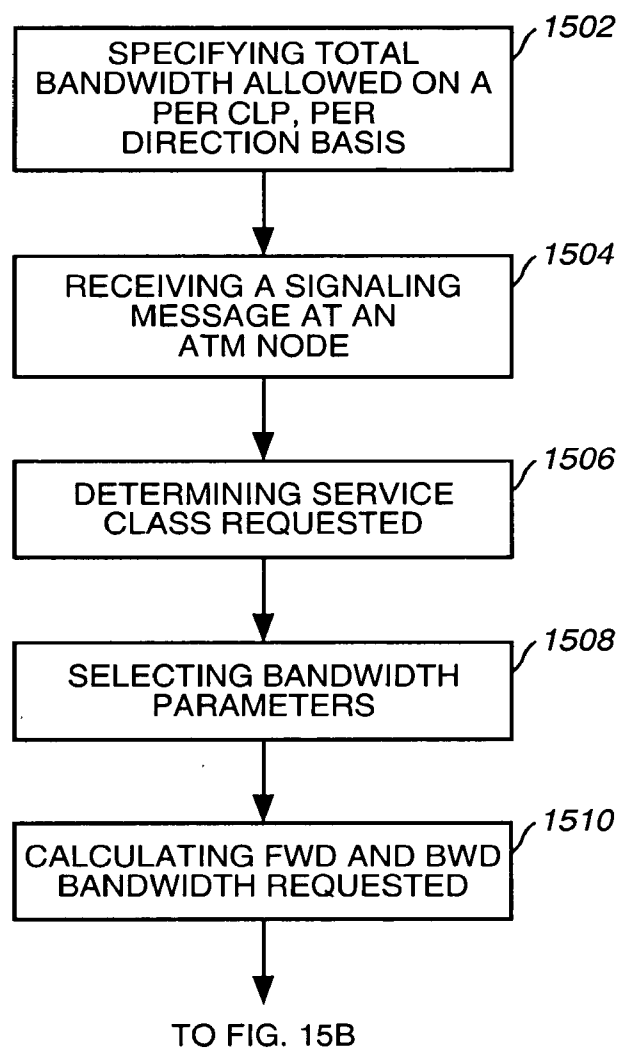 1502
SPECIFYING TOTAL
BANDWIDTH ALLOWED ON A
PER CLP, PER
DIRECTION BASIS
1504
RECEIVING A SIGNALING
MESSAGE AT AN
ATM NODE
1506
DETERMINING SERVICE
CLASS REQUESTED
1508
SELECTING BANDWIDTH
PARAMETERS
1510
CALCULATING FWD AND BWD
BANDWIDTH REQUESTED
TO FIG. 15B